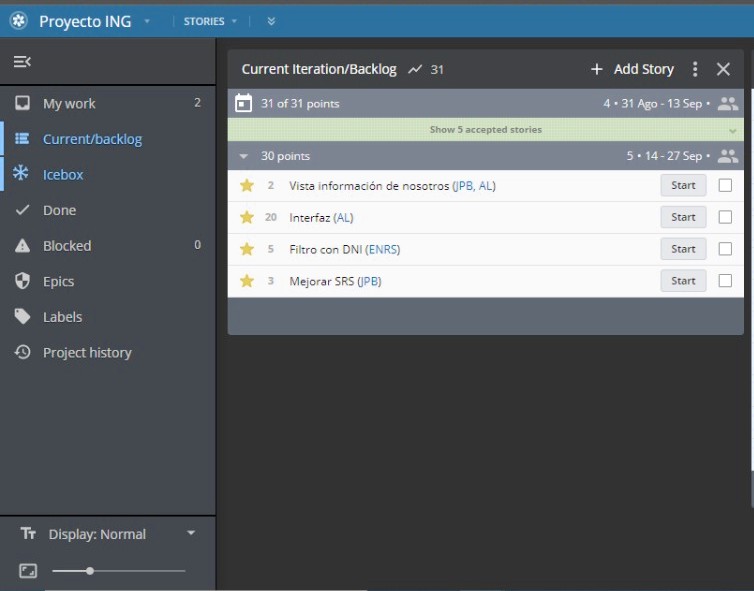 Proyecto ING STORIES
Current Iteration/Backlog 31 + Add Story
My work 2
Current/backlog
Icebox
Done
Blocked 0
Epics
Labels
Project history
Display: Normal
31 of 31 points 4 • 31 Ago - 13 Sep •
Show 5 accepted stories
30 points 5 • 14 - 27 Sep •
2 Vista información de nosotros (JPB, AL) Start
20 Interfaz (AL) Start
5 Filtro con DNI (ENRS) Start
3 Mejorar SRS (JPB) Start